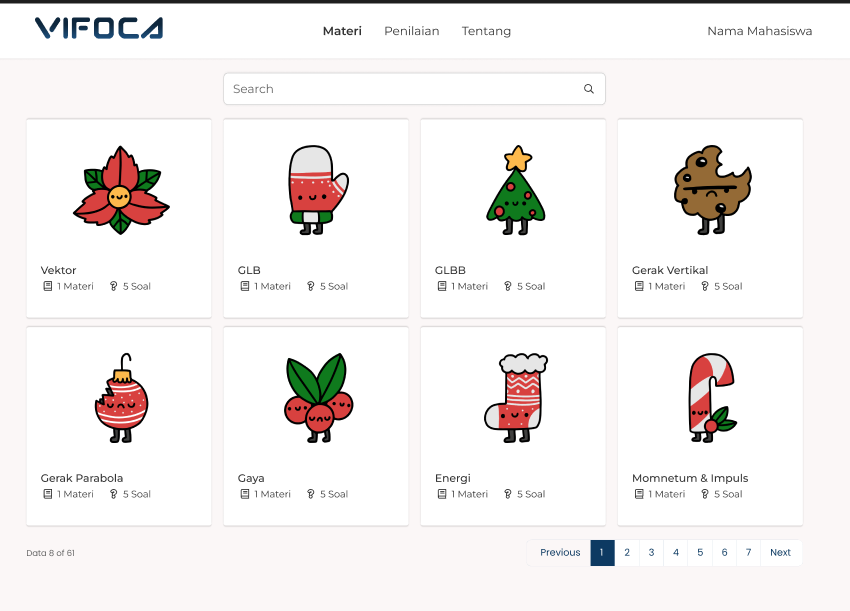 VIFOCA
Materi Penilaian Tentang
Nama Mahasiswa
Search
Vektor
1 Materi 5 Soal
GLB
1 Materi 5 Soal
GLBB
1 Materi 5 Soal
Gerak Vertikal
1 Materi 5 Soal
Gerak Parabola
1 Materi 5 Soal
Gaya
1 Materi 5 Soal
Energi
1 Materi 5 Soal
Momnetum & Impuls
1 Materi 5 Soal
Data 8 of 61
Previous 1 2 3 4 5 6 7 Next